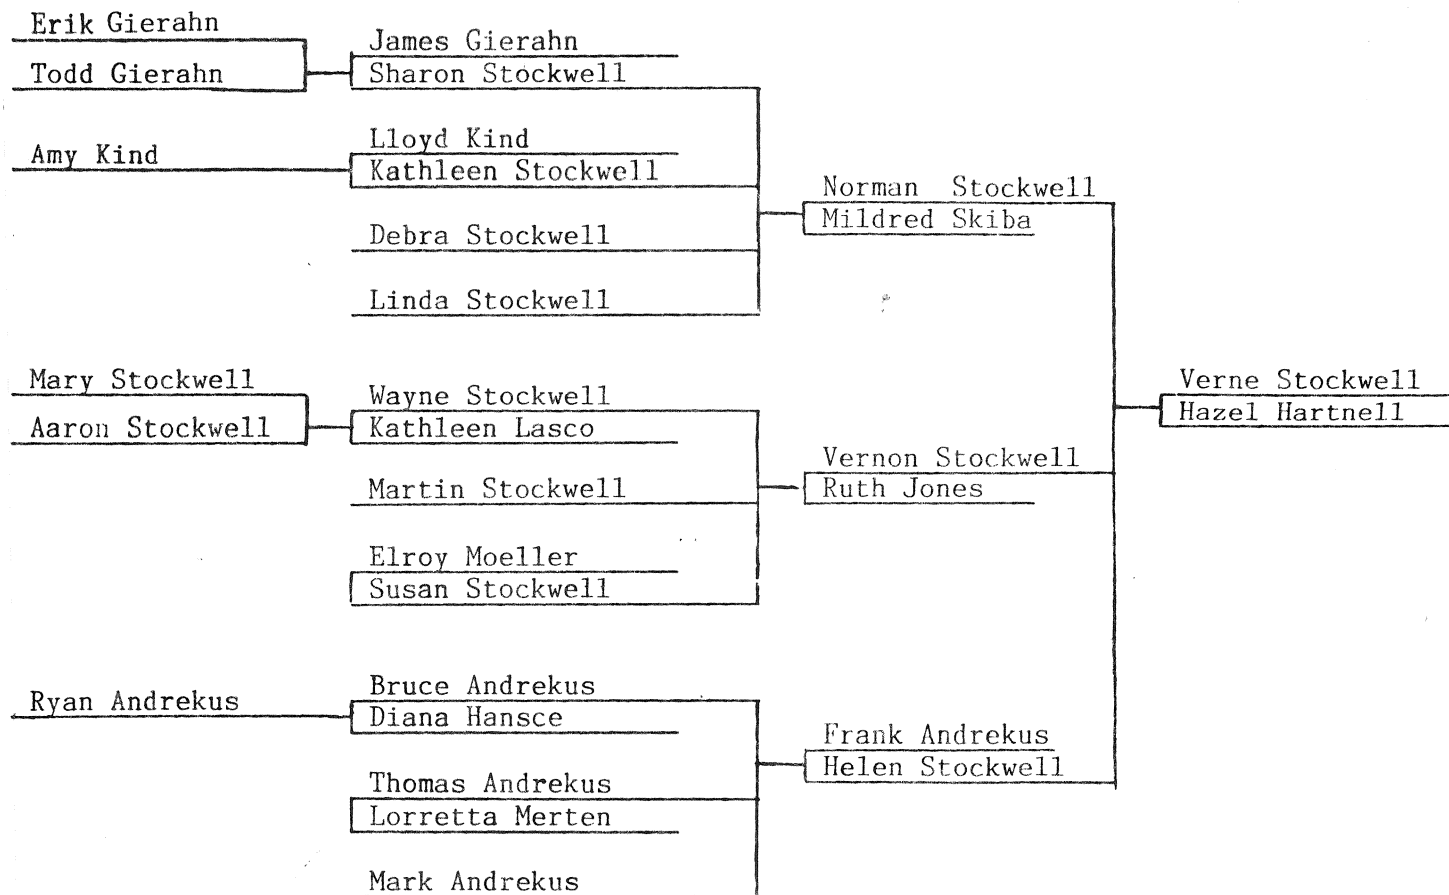 Erik Gierahn
Todd Gierahn
James Gierahn
Sharon Stockwell
Amy Kind
Lloyd Kind
Kathleen Stockwell
Debra Stockwell
Linda Stockwell
Norman Stockwell
Mildred Skiba
Mary Stockwell
Aaron Stockwell
Wayne Stockwell
Kathleen Lasco
Martin Stockwell
Elroy Moeller
Susan Stockwell
Vernon Stockwell
Ruth Jones
Verne Stockwell
Hazel Hartnell
Ryan Andrekus
Bruce Andrekus
Diana Hansce
Thomas Andrekus
Lorretta Merten
Mark Andrekus
Frank Andrekus
Helen Stockwell